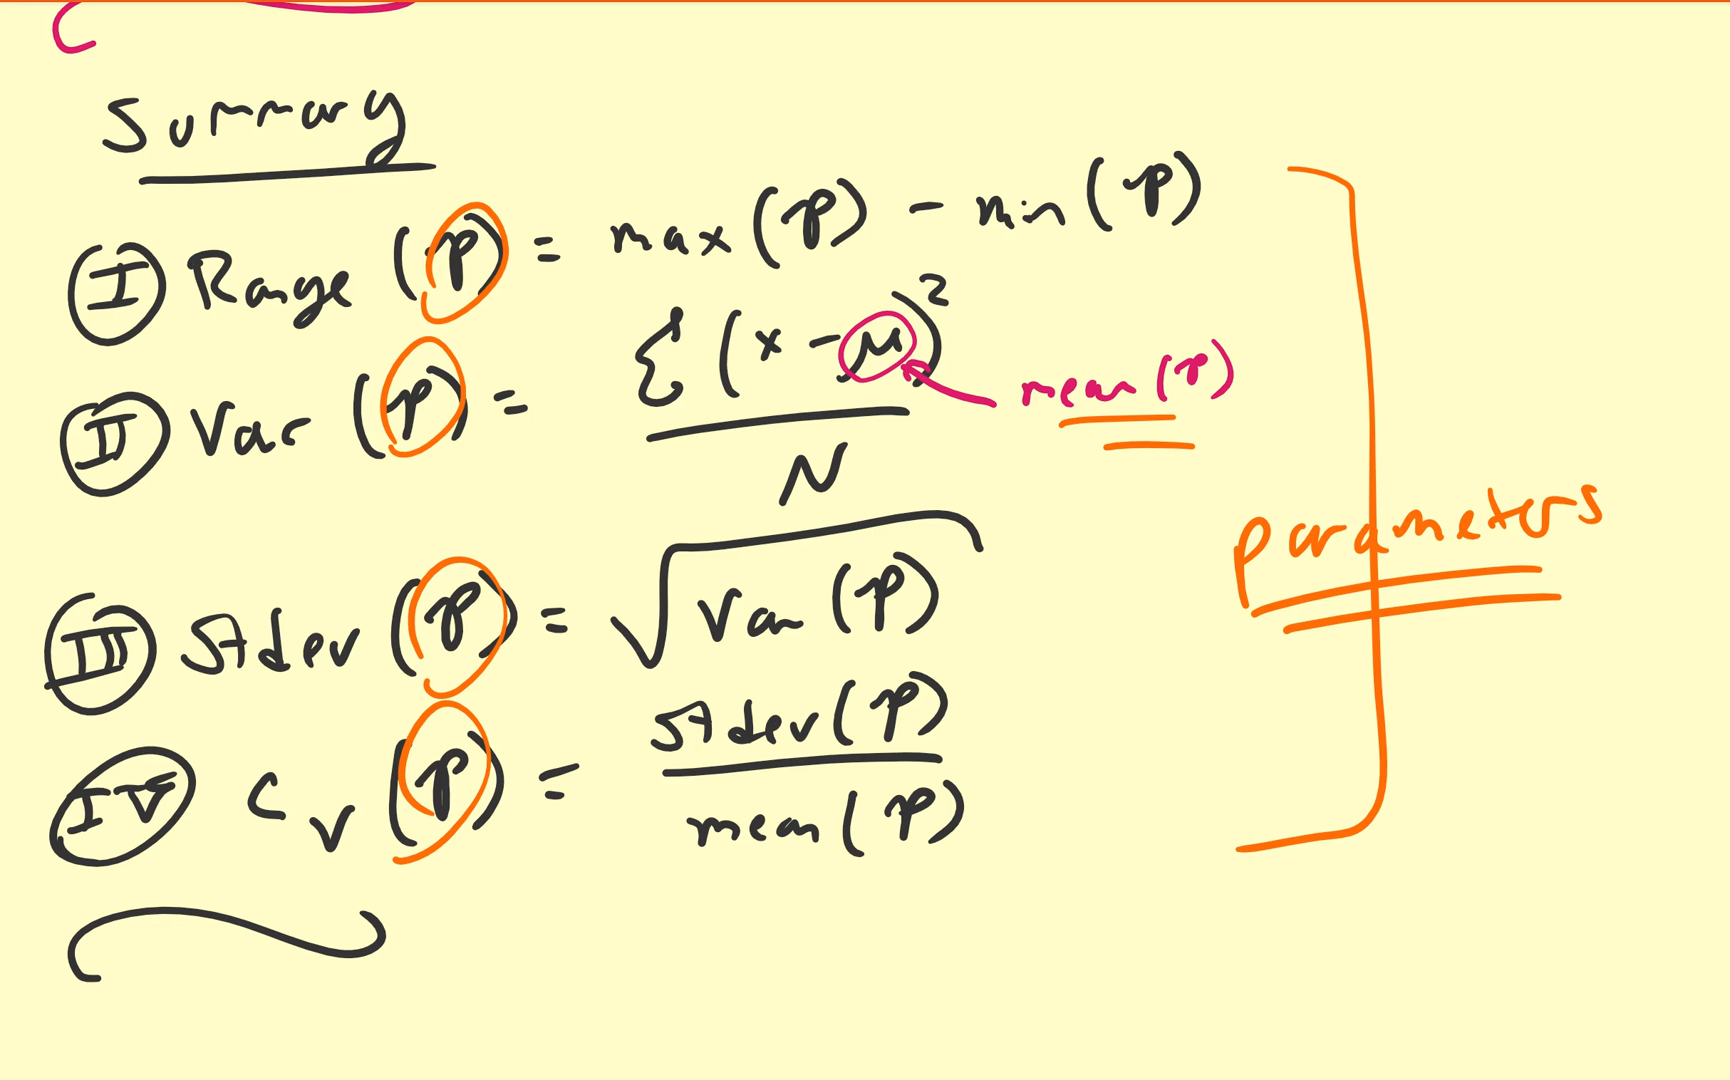 Summary
Ⓘ Range (p) = max(p) - min(p)
Ⅱ Var (p) = Σ(x - μ)² / N
mean(p)
Ⅲ Stdev (p) = √Var(p)
Ⅳ Cv (p) = stdev(p) / mean(p)
parameters